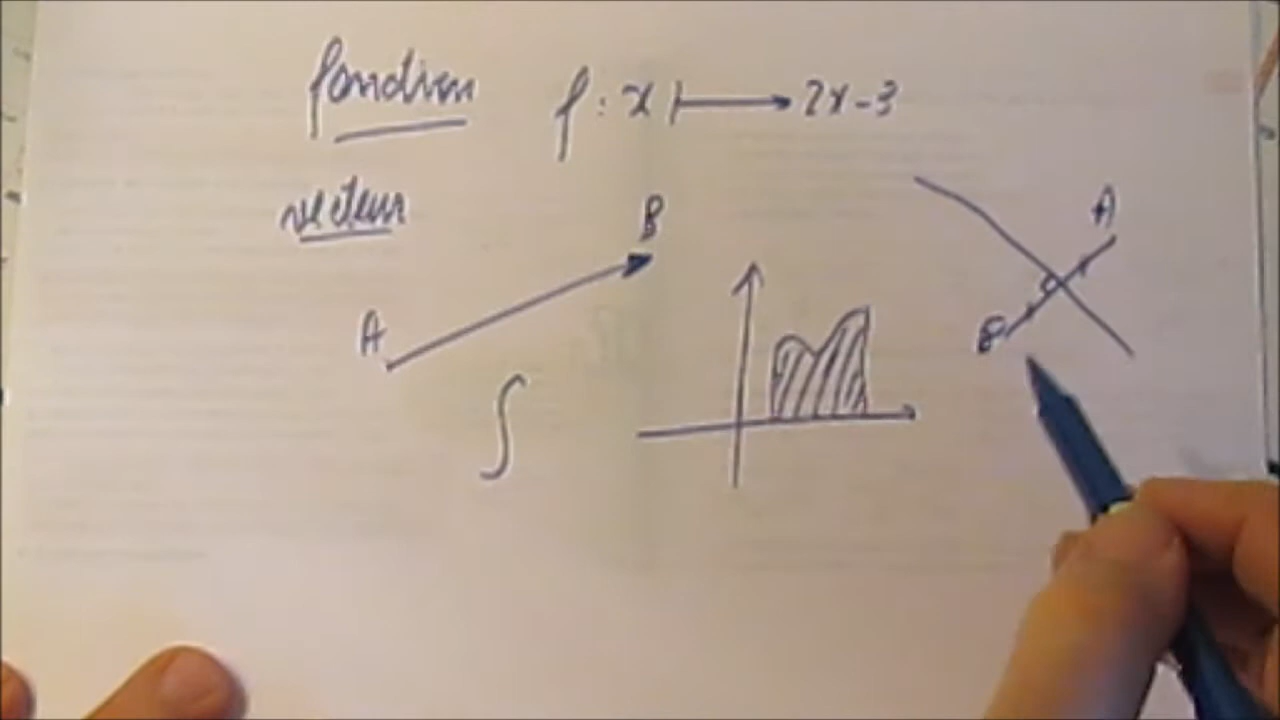 fonction f : x ⟼ 2x-3
vecteur
A B
∫
A
B